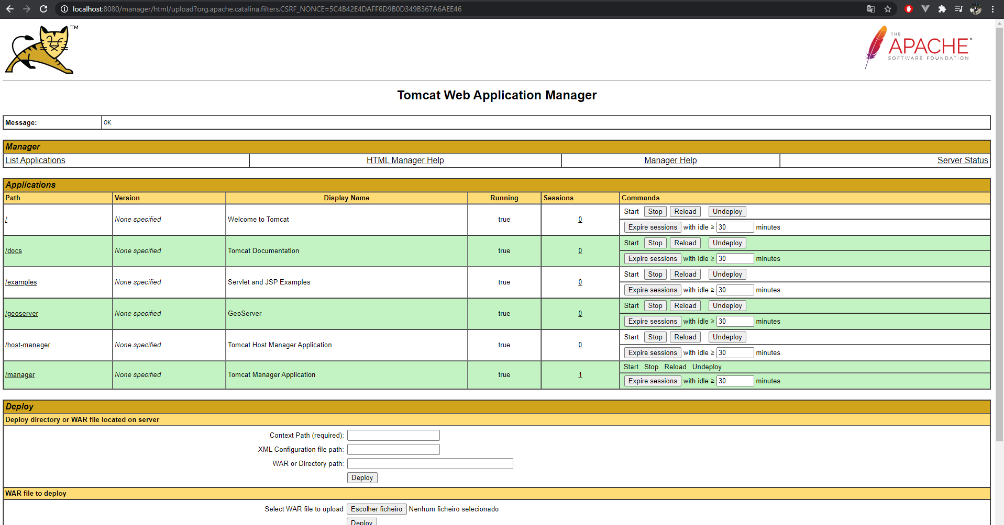 localhost:8080/manager/html/upload?org.apache.catalina.filters.CSRF_NONCE=5C4B42E4DAFF6D9B0D349B367A6AEE46
TM
THE
APACHE
SOFTWARE FOUNDATION
Tomcat Web Application Manager
Message: OK
Manager
List Applications HTML Manager Help Manager Help Server Status
Applications
Path Version Display Name Running Sessions Commands
/ None specified Welcome to Tomcat true 0 Start Stop Reload Undeploy
Expire sessions with idle ≥ 30 minutes
/docs None specified Tomcat Documentation true 0 Start Stop Reload Undeploy
Expire sessions with idle ≥ 30 minutes
/examples None specified Servlet and JSP Examples true 0 Start Stop Reload Undeploy
Expire sessions with idle ≥ 30 minutes
/geoserver None specified GeoServer true 0 Start Stop Reload Undeploy
Expire sessions with idle ≥ 30 minutes
/host-manager None specified Tomcat Host Manager Application true 0 Start Stop Reload Undeploy
Expire sessions with idle ≥ 30 minutes
/manager None specified Tomcat Manager Application true 1 Start Stop Reload Undeploy
Expire sessions with idle ≥ 30 minutes
Deploy
Deploy directory or WAR file located on server
Context Path (required):
XML Configuration file path:
WAR or Directory path:
Deploy
WAR file to deploy
Select WAR file to upload Escolher ficheiro Nenhum ficheiro selecionado
Deploy